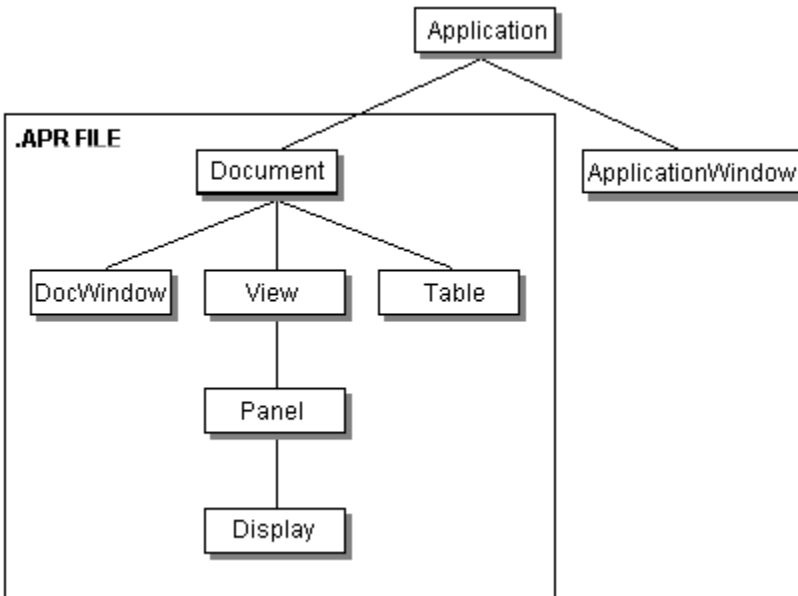 Application
.APR FILE
Document
ApplicationWindow
DocWindow
View
Table
Panel
Display